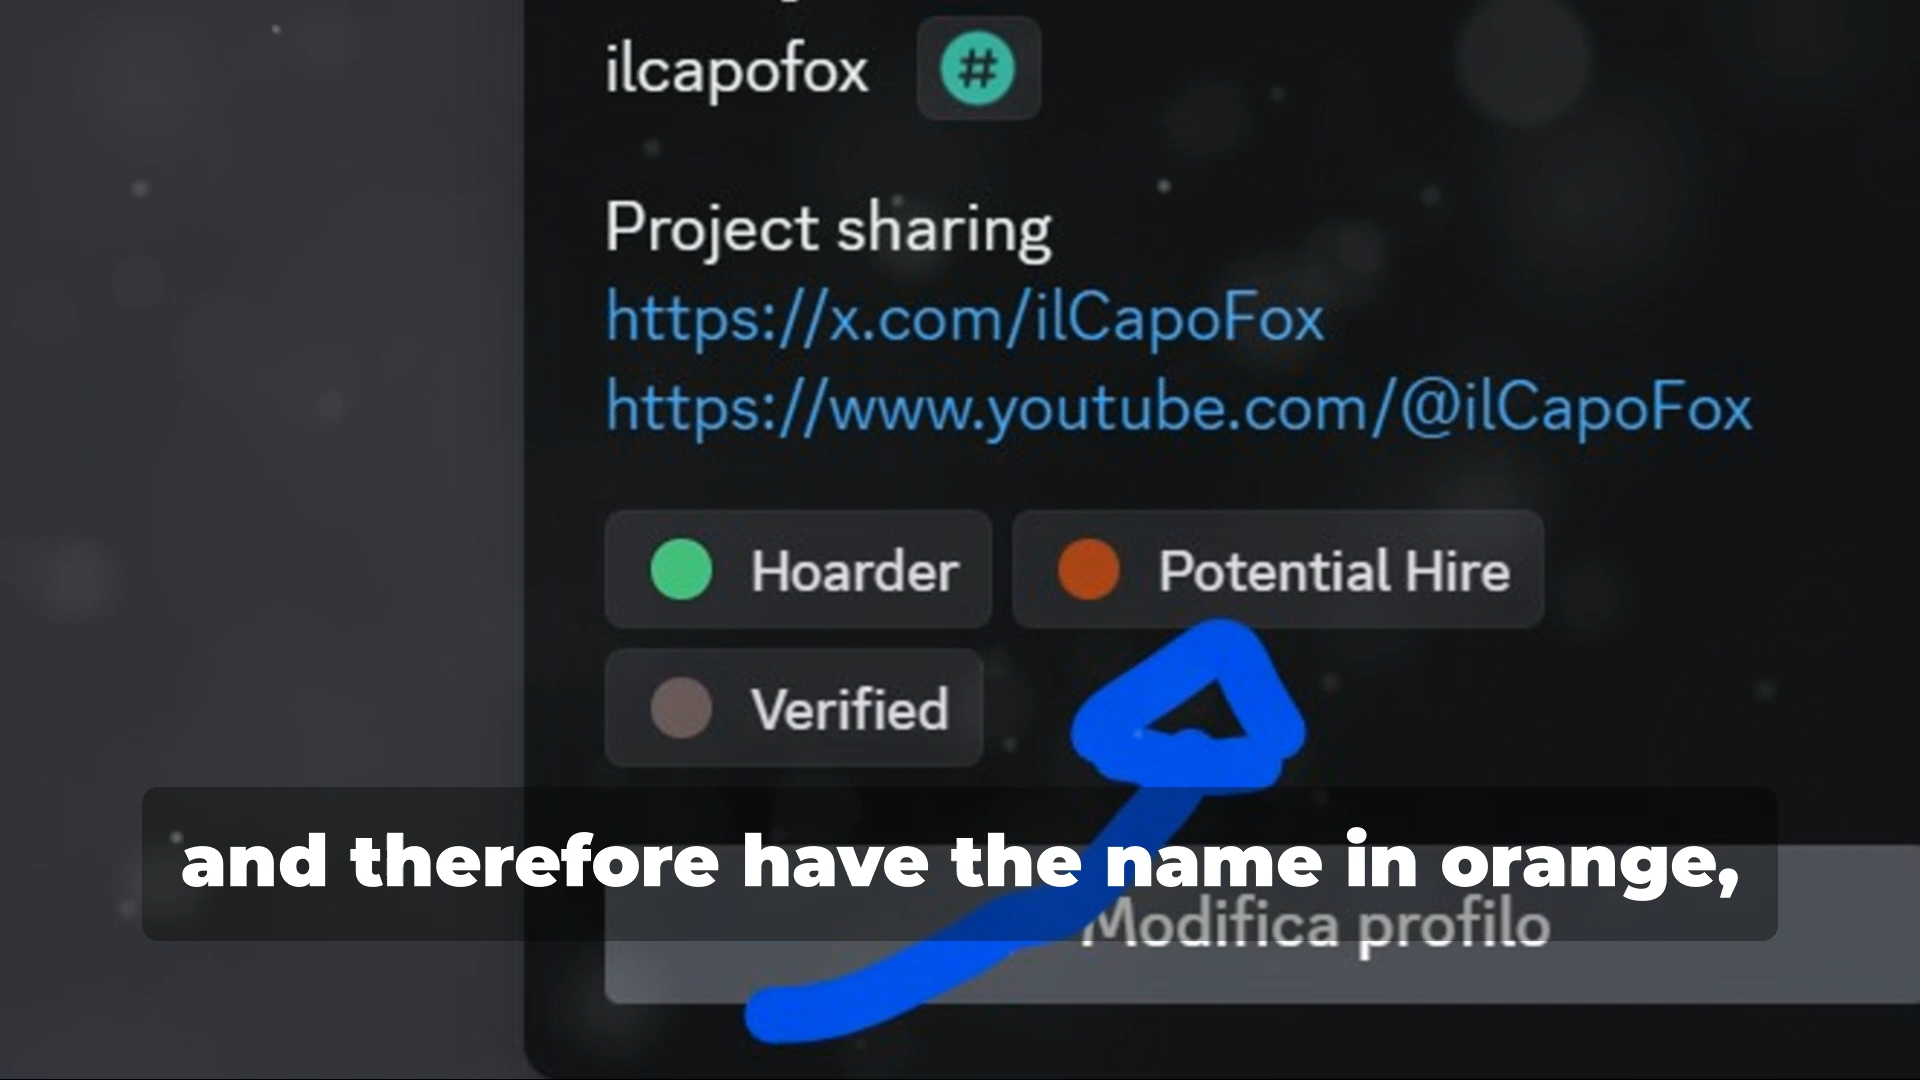 ilcapofox #
Project sharing
https://x.com/ilCapoFox
https://www.youtube.com/@ilCapoFox
Hoarder Potential Hire
Verified
and therefore have the name in orange,
Modifica profilo